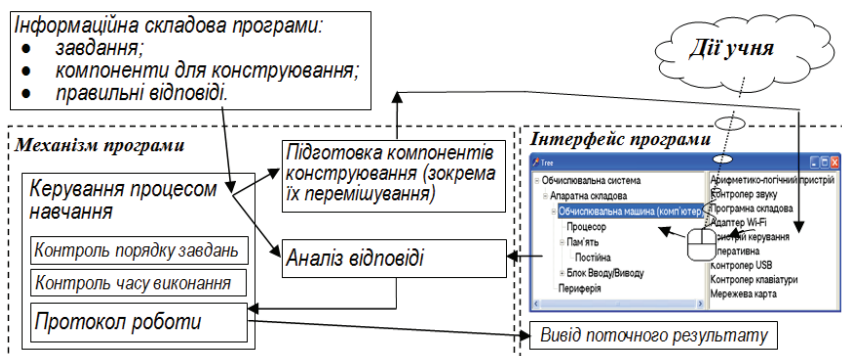 Інформаційна складова програми:
● завдання;
● компоненти для конструювання;
● правильні відповіді.
Дії учня
Механізм програми
Керування процесом
навчання
Контроль порядку завдань
Контроль часу виконання
Протокол роботи
Підготовка компонентів
конструювання (зокрема
їх перемішування)
Аналіз відповіді
Інтерфейс програми
Tree
Обчислювальна система
Апаратна складова
Обчислювальна машина (комп'ютер)
Процесор
Пам'ять
Постійна
Блок Вводу/Виводу
Периферія
Арифметико-логічний пристрій
Контролер звуку
Програмна складова
Адаптер Wi-Fi
керування
Оперативна
Контролер USB
Контролер клавіатури
Мережева карта
Вивід поточного результату